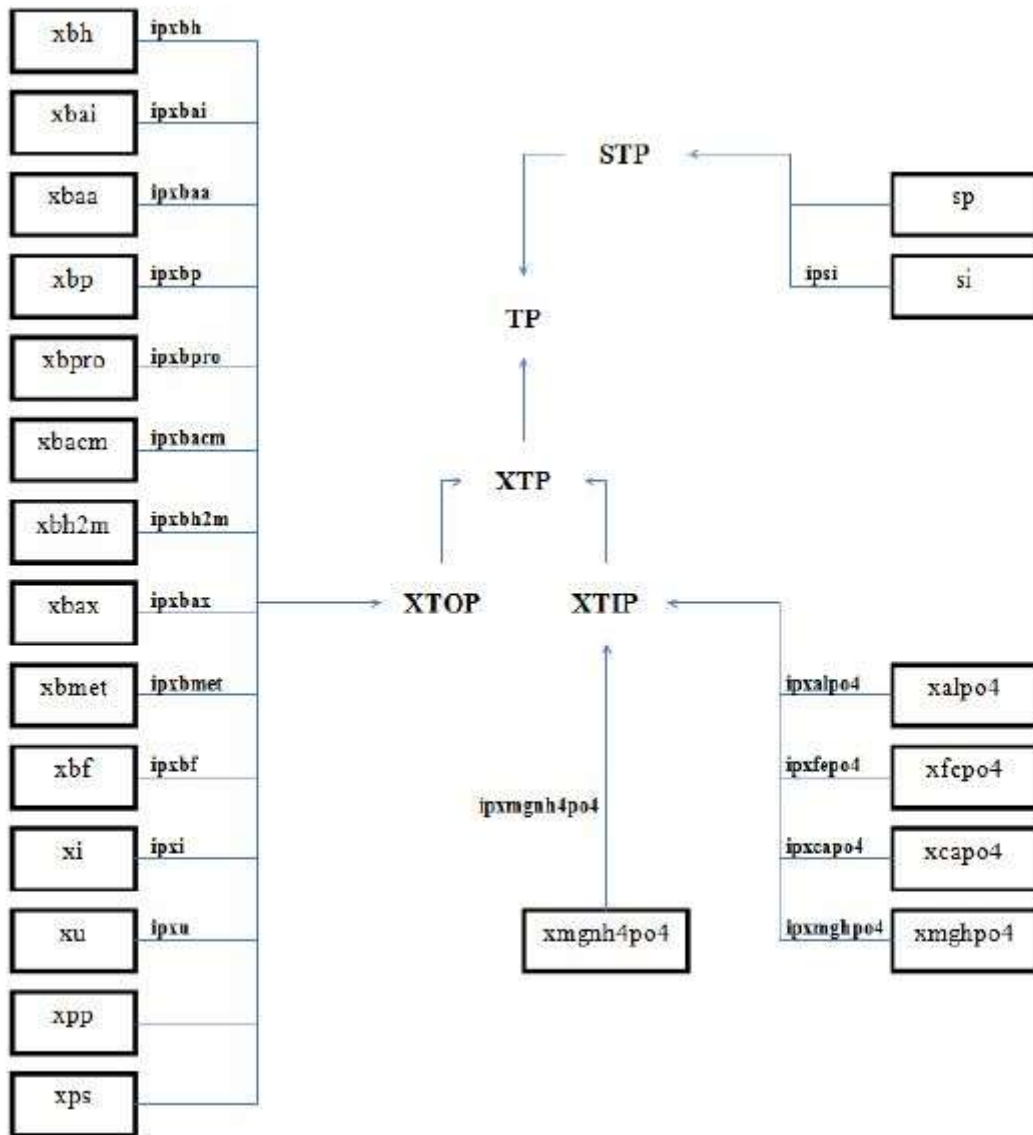 xbh ipxbh
xbai ipxbai
STP
xbaa ipxbaa
sp
xbp ipxbp
ipsi si
TP
xbpro ipxbpro
xbacm ipxbacm
XTP
xbh2m ipxbh2m
xbax ipxbax
XTOP XTIP
xbmet ipxbmet
ipxalpo4 xalpo4
xbf ipxbf
ipxfepo4 xfepo4
ipxmgnh4po4
xi ipxi
ipxcapo4 xcapo4
xu ipxu
xmgnh4po4
ipxmghpo4 xmghpo4
xpp
xps